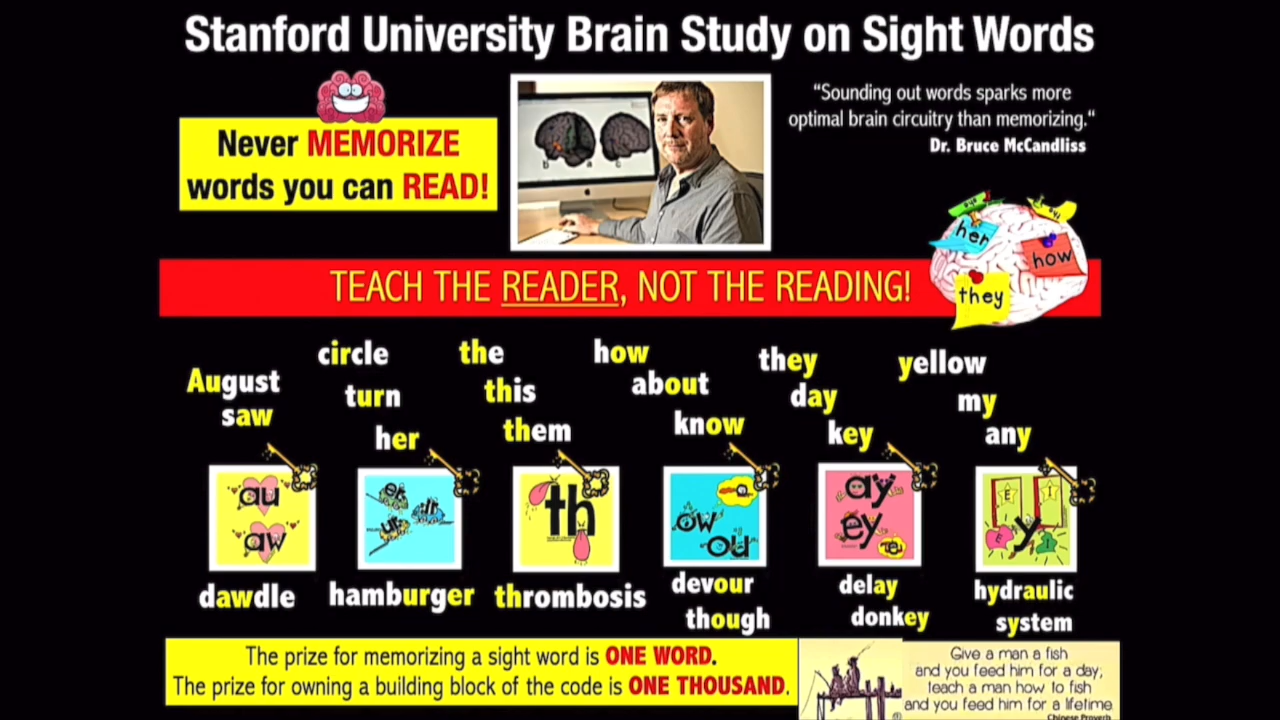 Stanford University Brain Study on Sight Words
Never MEMORIZE
words you can READ!
“Sounding out words sparks more
optimal brain circuitry than memorizing.“
Dr. Bruce McCandliss
her
how
they
TEACH THE READER, NOT THE READING!
August
saw
circle
turn
her
the
this
them
how
about
know
they
day
key
yellow
my
any
au
aw
er
ir
ur
th
ow
ou
ay
ey
E
I
y
E
I
dawdle
hamburger
thrombosis
devour
though
delay
donkey
hydraulic
system
The prize for memorizing a sight word is ONE WORD.
The prize for owning a building block of the code is ONE THOUSAND.
Give a man a fish
and you feed him for a day;
teach a man how to fish
and you feed him for a lifetime
Chinese Proverb